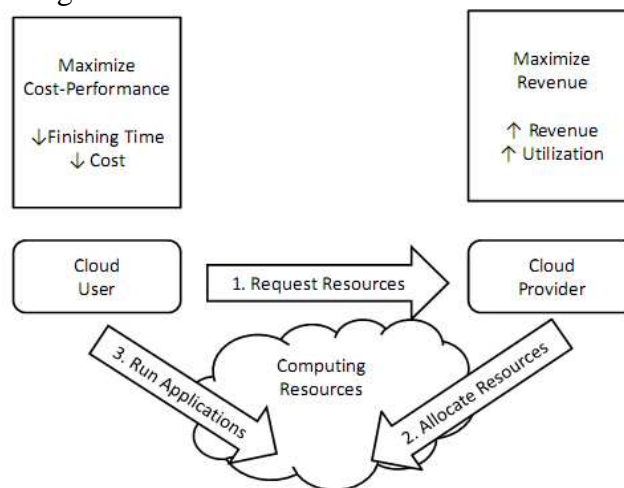 Maximize
Cost-Performance
↓Finishing Time
↓ Cost
Maximize
Revenue
↑ Revenue
↑ Utilization
Cloud
User
1. Request Resources
Cloud
Provider
3. Run Applications
Computing
Resources
2. Allocate Resources